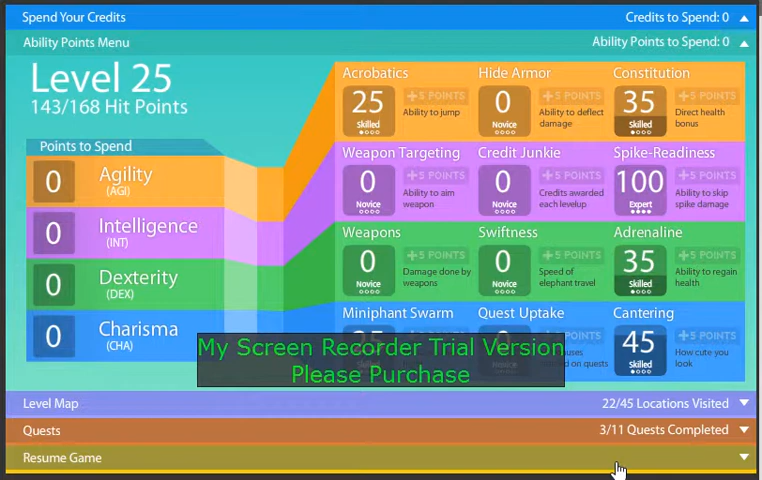 Spend Your Credits
Credits to Spend: 0
Ability Points Menu
Ability Points to Spend: 0
Level 25
143/168 Hit Points
Points to Spend
0
Agility
(AGI)
0
Intelligence
(INT)
0
Dexterity
(DEX)
0
Charisma
(CHA)
Acrobatics
25
Skilled
+5 POINTS
Ability to jump
Hide Armor
0
Novice
+5 POINTS
Ability to deflect
damage
Constitution
35
Skilled
+5 POINTS
Direct health
bonus
Weapon Targeting
0
Novice
+5 POINTS
Ability to aim
weapon
Credit Junkie
0
Novice
+5 POINTS
Credits awarded
each levelup
Spike-Readiness
100
Expert
+5 POINTS
Ability to skip
spike damage
Weapons
0
Novice
+5 POINTS
Damage done by
weapons
Swiftness
0
Novice
+5 POINTS
Speed of
elephant travel
Adrenaline
35
Skilled
+5 POINTS
Ability to regain
health
Miniphant Swarm
Quest Uptake
on quests
Cantering
45
Skilled
+5 POINTS
How cute you
look
My Screen Recorder Trial Version
Please Purchase
Level Map
22/45 Locations Visited
Quests
3/11 Quests Completed
Resume Game